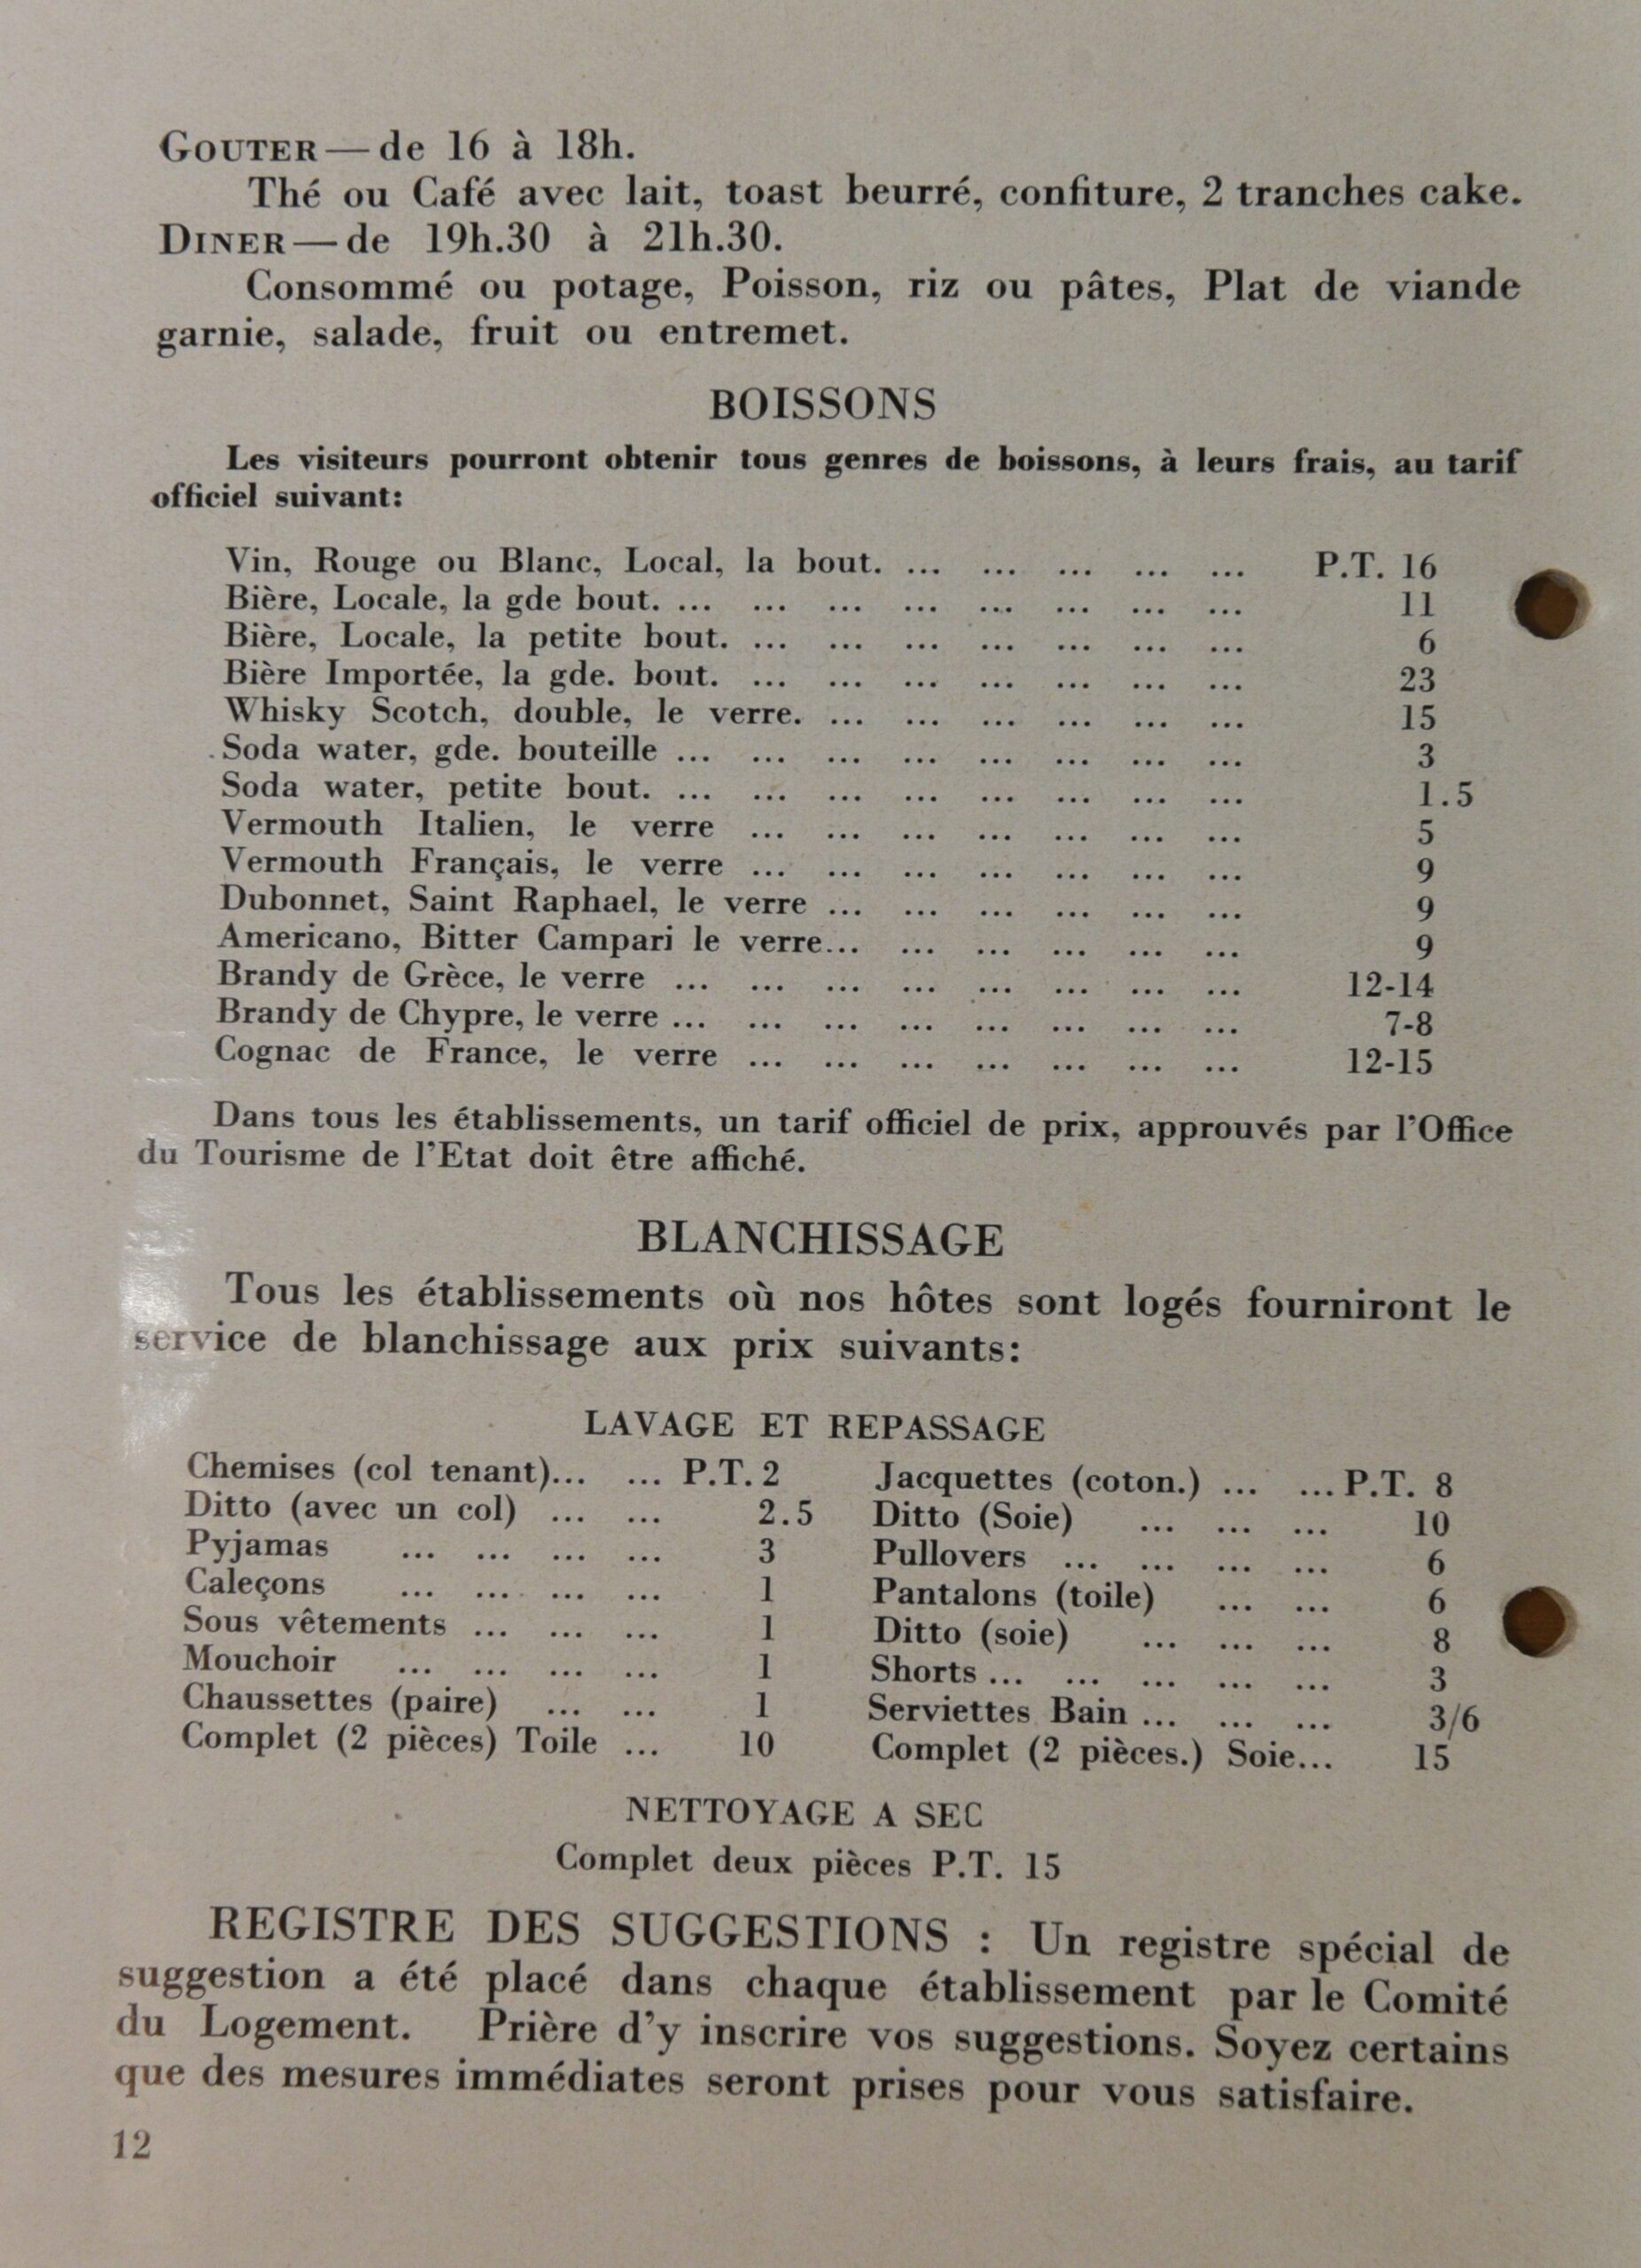 GOUTER — de 16 à 18h.
Thé ou Café avec lait, toast beurré, confiture, 2 tranches cake.
DINER — de 19h.30 à 21h.30.
Consommé ou potage, Poisson, riz ou pâtes, Plat de viande
garnie, salade, fruit ou entremet.
BOISSONS
Les visiteurs pourront obtenir tous genres de boissons, à leurs frais, au tarif
officiel suivant:
Vin, Rouge ou Blanc, Local, la bout. ... ... ... ... ... P.T. 16
Bière, Locale, la gde bout. ... ... ... ... ... ... ... ... 11
Bière, Locale, la petite bout. ... ... ... ... ... ... ... 6
Bière Importée, la gde. bout. ... ... ... ... ... ... ... 23
Whisky Scotch, double, le verre. ... ... ... ... ... ... 15
Soda water, gde. bouteille ... ... ... ... ... ... ... ... 3
Soda water, petite bout. ... ... ... ... ... ... ... ... 1.5
Vermouth Italien, le verre ... ... ... ... ... ... ... 5
Vermouth Français, le verre ... ... ... ... ... ... ... 9
Dubonnet, Saint Raphael, le verre ... ... ... ... ... ... 9
Americano, Bitter Campari le verre... ... ... ... ... ... 9
Brandy de Grèce, le verre ... ... ... ... ... ... ... ... 12-14
Brandy de Chypre, le verre ... ... ... ... ... ... ... ... 7-8
Cognac de France, le verre ... ... ... ... ... ... ... 12-15
Dans tous les établissements, un tarif officiel de prix, approuvés par l'Office
du Tourisme de l'Etat doit être affiché.
BLANCHISSAGE
Tous les établissements où nos hôtes sont logés fourniront le
service de blanchissage aux prix suivants:
LAVAGE ET REPASSAGE
Chemises (col tenant)... ... P.T. 2 Jacquettes (coton.) ... ... P.T. 8
Ditto (avec un col) ... ... 2.5 Ditto (Soie) ... ... ... 10
Pyjamas ... ... ... ... 3 Pullovers ... ... ... ... 6
Caleçons ... ... ... ... 1 Pantalons (toile) ... ... 6
Sous vêtements ... ... ... 1 Ditto (soie) ... ... ... 8
Mouchoir ... ... ... ... 1 Shorts ... ... ... ... ... 3
Chaussettes (paire) ... ... 1 Serviettes Bain ... ... ... 3/6
Complet (2 pièces) Toile ... 10 Complet (2 pièces.) Soie... 15
NETTOYAGE A SEC
Complet deux pièces P.T. 15
REGISTRE DES SUGGESTIONS : Un registre spécial de
suggestion a été placé dans chaque établissement par le Comité
du Logement. Prière d'y inscrire vos suggestions. Soyez certains
que des mesures immédiates seront prises pour vous satisfaire.
12